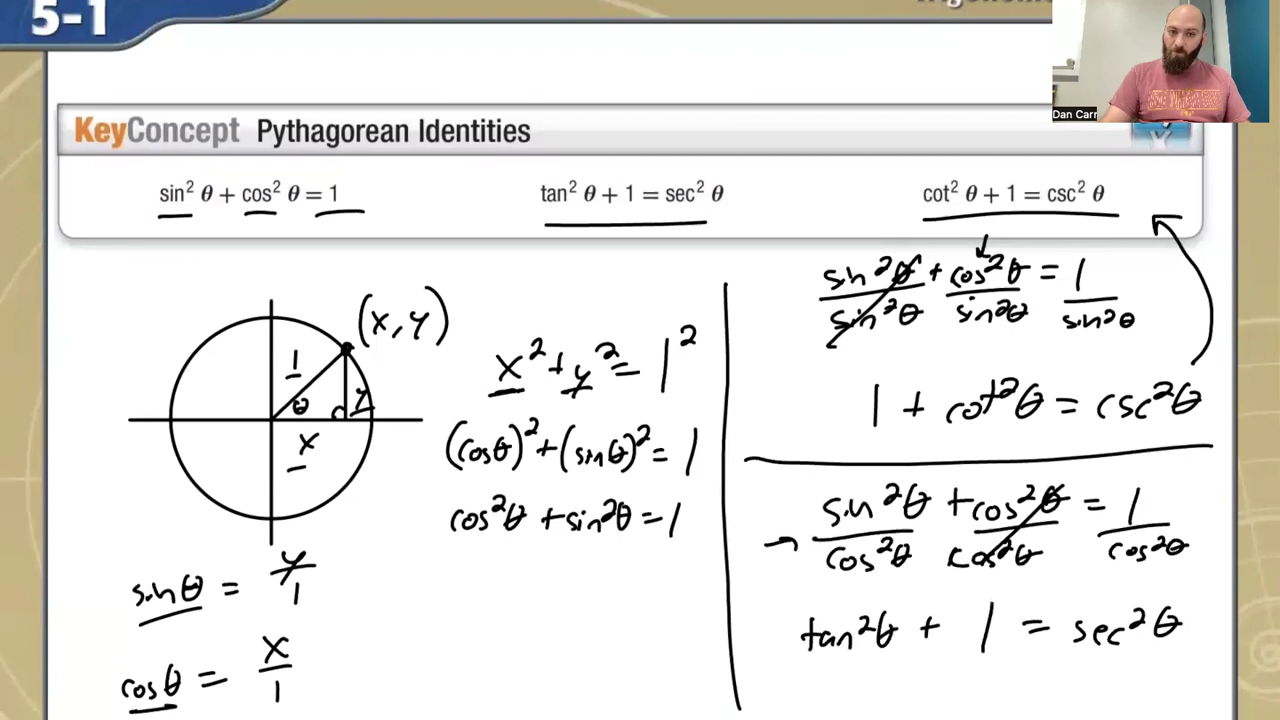 5-1
Dan Carr
KeyConcept Pythagorean Identities
sin² θ + cos² θ = 1
tan² θ + 1 = sec² θ
cot² θ + 1 = csc² θ
(x, y)
1
θ
y
x
sinθ = y/1
cosθ = x/1
x² + y² = 1²
(cosθ)² + (sinθ)² = 1
cos²θ + sin²θ = 1
sin²θ/sin²θ + cos²θ/sin²θ = 1/sin²θ
1 + cot²θ = csc²θ
sin²θ/cos²θ + cos²θ/cos²θ = 1/cos²θ
tan²θ + 1 = sec²θ